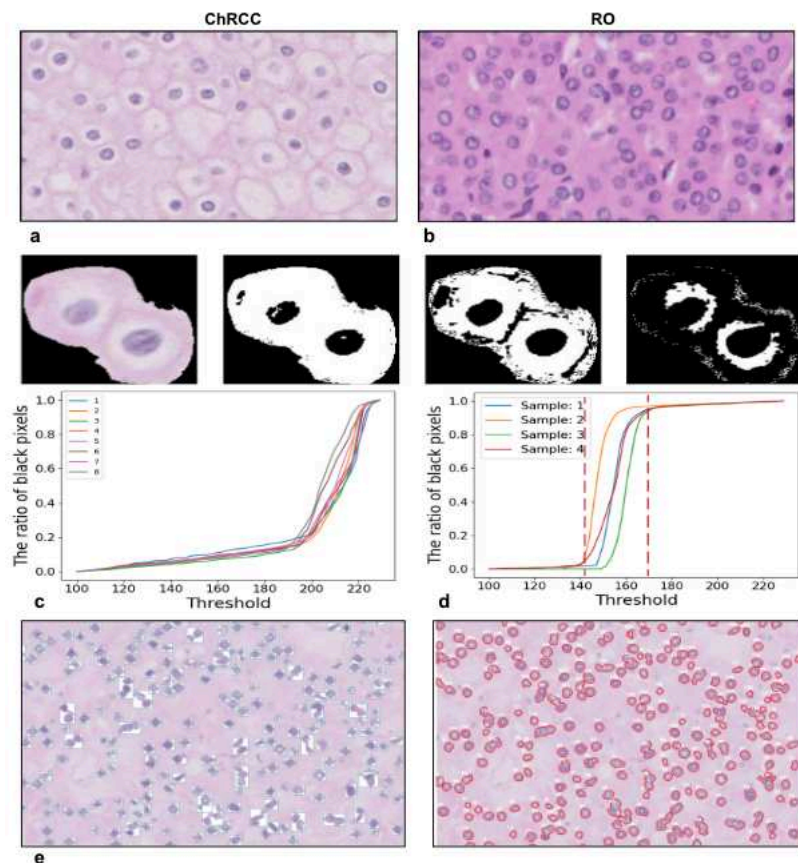 ChRCC
RO
a
b
The ratio of black pixels
1.0
0.8
0.6
0.4
0.2
0.0
1
2
3
4
5
6
7
8
100 120 140 160 180 200 220
Threshold
c
The ratio of black pixels
1.0
0.8
0.6
0.4
0.2
0.0
Sample: 1
Sample: 2
Sample: 3
Sample: 4
100 120 140 160 180 200 220
Threshold
d
e